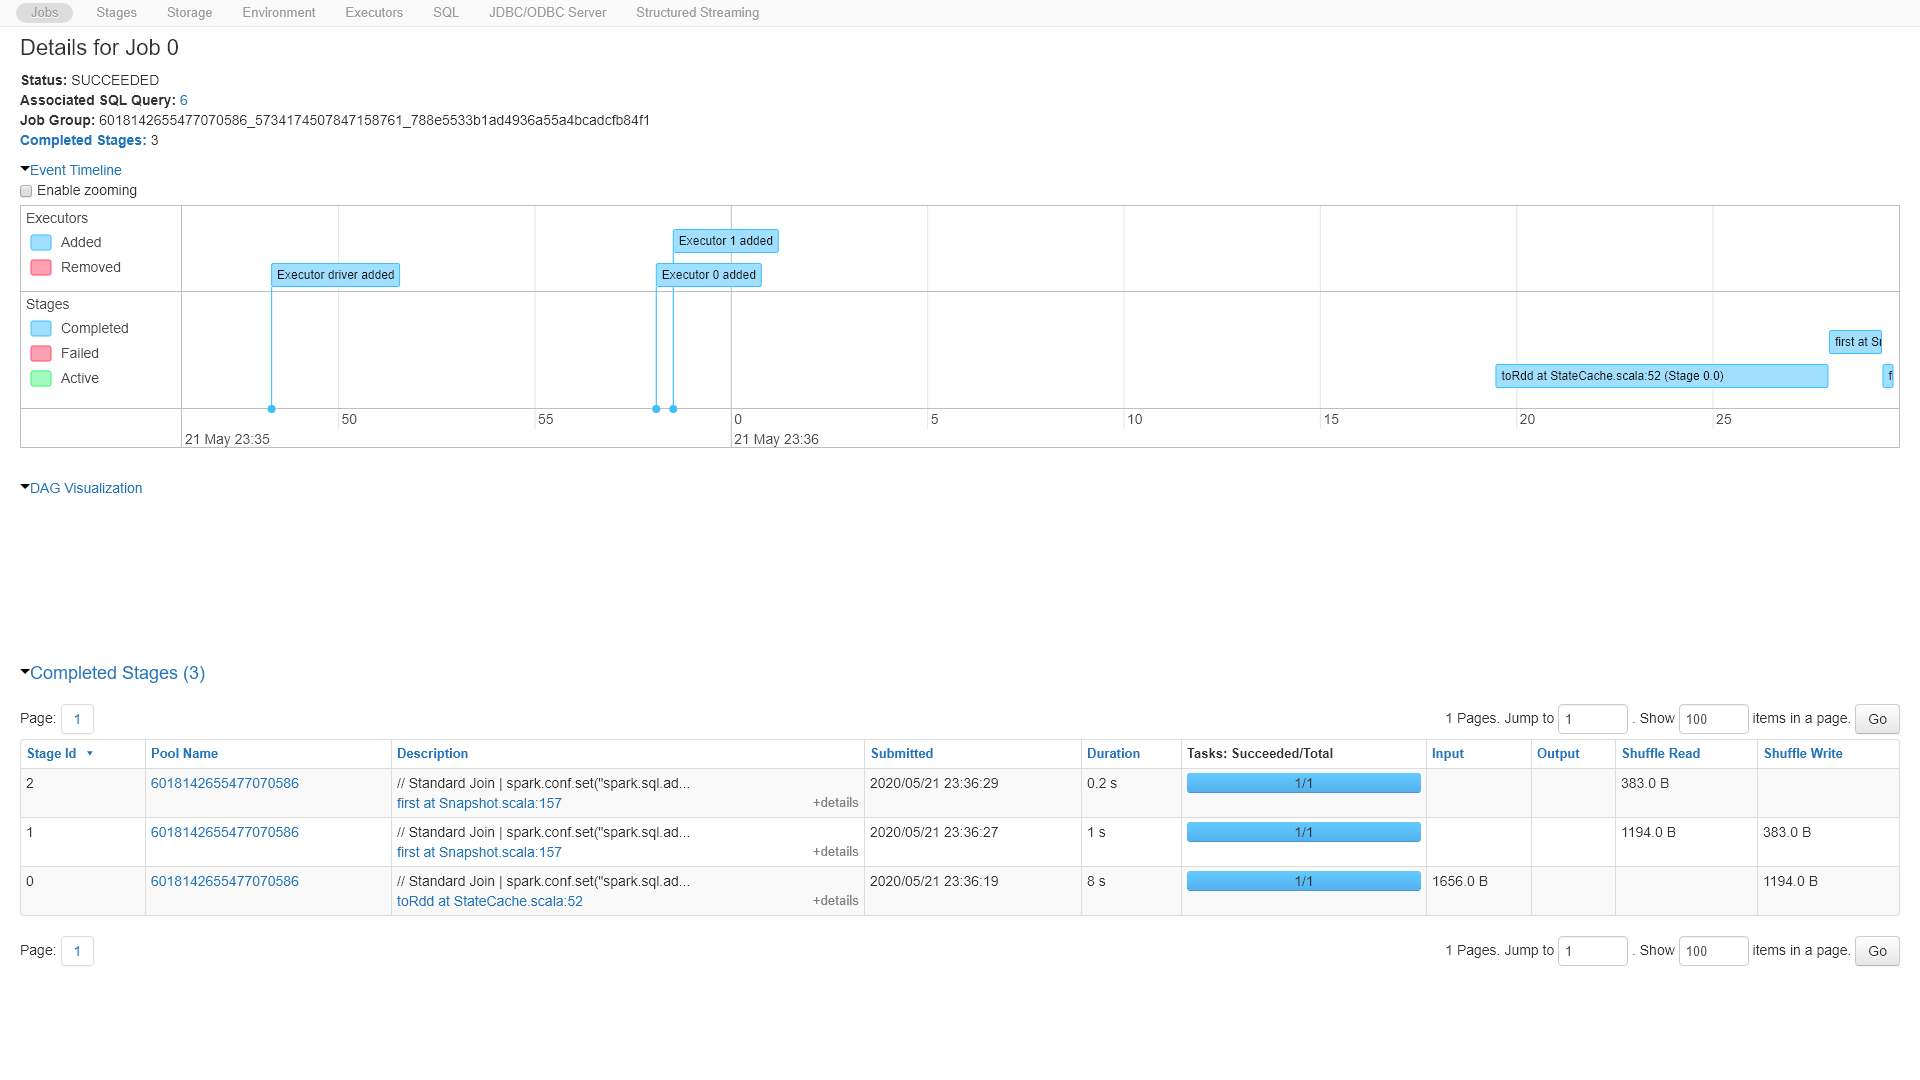 Jobs Stages Storage Environment Executors SQL JDBC/ODBC Server Structured Streaming
Details for Job 0
Status: SUCCEEDED
Associated SQL Query: 6
Job Group: 6018142655477070586_5734174507847158761_788e5533b1ad4936a55a4bcadcfb84f1
Completed Stages: 3
Event Timeline
Enable zooming
Executors
Added
Removed
Executor 1 added
Executor driver added
Executor 0 added
Stages
Completed
Failed
Active
first at Sn
toRdd at StateCache.scala:52 (Stage 0.0)
f
50 55 0 5 10 15 20 25
21 May 23:35 21 May 23:36
DAG Visualization
Completed Stages (3)
Page: 1 1 Pages. Jump to 1 . Show 100 items in a page. Go
Stage Id Pool Name Description Submitted Duration Tasks: Succeeded/Total Input Output Shuffle Read Shuffle Write
2 6018142655477070586 // Standard Join | spark.conf.set("spark.sql.ad... 2020/05/21 23:36:29 0.2 s 1/1 383.0 B
first at Snapshot.scala:157 +details
1 6018142655477070586 // Standard Join | spark.conf.set("spark.sql.ad... 2020/05/21 23:36:27 1 s 1/1 1194.0 B 383.0 B
first at Snapshot.scala:157 +details
0 6018142655477070586 // Standard Join | spark.conf.set("spark.sql.ad... 2020/05/21 23:36:19 8 s 1/1 1656.0 B 1194.0 B
toRdd at StateCache.scala:52 +details
Page: 1 1 Pages. Jump to 1 . Show 100 items in a page. Go